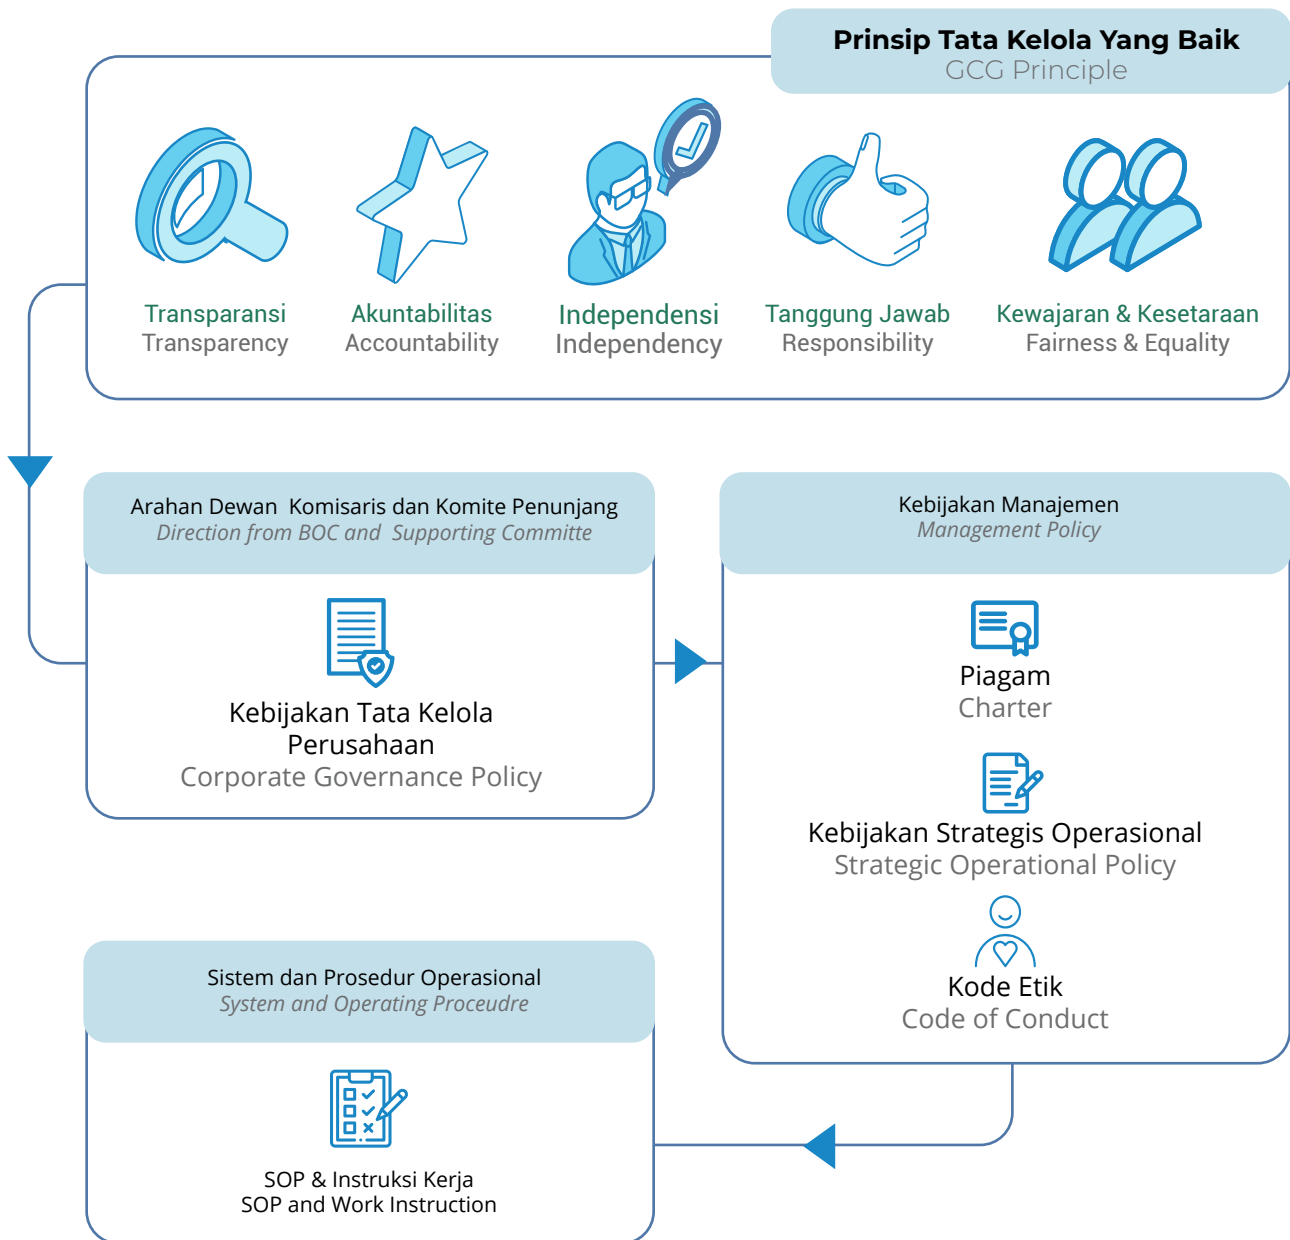 Prinsip Tata Kelola Yang Baik
GCG Principle
Transparansi
Transparency
Akuntabilitas
Accountability
Independensi
Independency
Tanggung Jawab
Responsibility
Kewajaran & Kesetaraan
Fairness & Equality
Arahan Dewan Komisaris dan Komite Penunjang
Direction from BOC and Supporting Committe
Kebijakan Tata Kelola
Perusahaan
Corporate Governance Policy
Kebijakan Manajemen
Management Policy
Piagam
Charter
Kebijakan Strategis Operasional
Strategic Operational Policy
Kode Etik
Code of Conduct
Sistem dan Prosedur Operasional
System and Operating Proceudre
SOP & Instruksi Kerja
SOP and Work Instruction